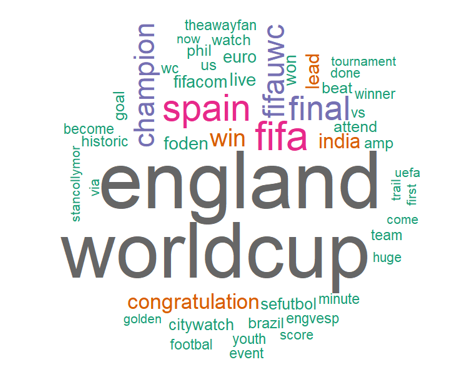 theawayfan
now watch
phil euro
wc us
fifacom live
champion
fifauwc
won
lead
tournament
done
beat winner
goal
spain final vs
become attend
historic foden win fifa india amp
stancollymor
via
england
uefa
trail
first
worldcup
come
team
huge
congratulation sefutbol minute
golden citywatch brazil engvesp
footbal youth score
event